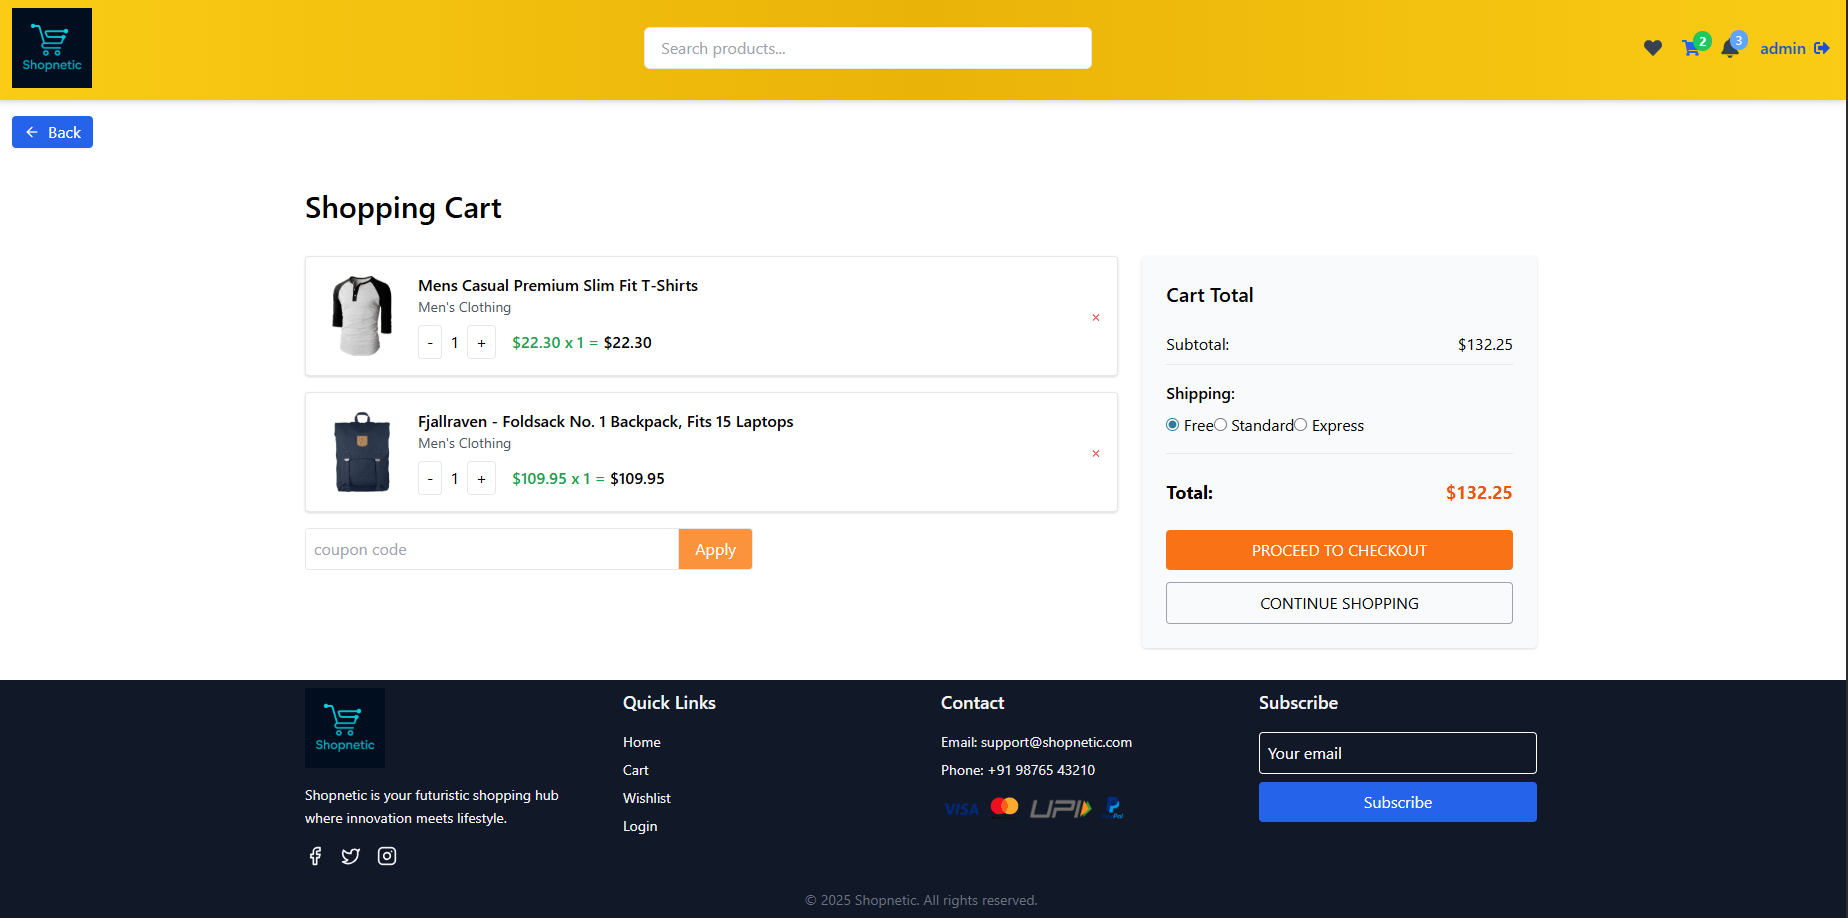 Shopnetic
Search products...
2
3
admin
Back
Shopping Cart
Mens Casual Premium Slim Fit T-Shirts
Men's Clothing
- 1 + $22.30 x 1 = $22.30
×
Fjallraven - Foldsack No. 1 Backpack, Fits 15 Laptops
Men's Clothing
- 1 + $109.95 x 1 = $109.95
×
coupon code
Apply
Cart Total
Subtotal: $132.25
Shipping:
Free Standard Express
Total: $132.25
PROCEED TO CHECKOUT
CONTINUE SHOPPING
Shopnetic
Shopnetic is your futuristic shopping hub
where innovation meets lifestyle.
Quick Links
Home
Cart
Wishlist
Login
Contact
Email: support@shopnetic.com
Phone: +91 98765 43210
VISA UPI PayPal
Subscribe
Your email
Subscribe
© 2025 Shopnetic. All rights reserved.